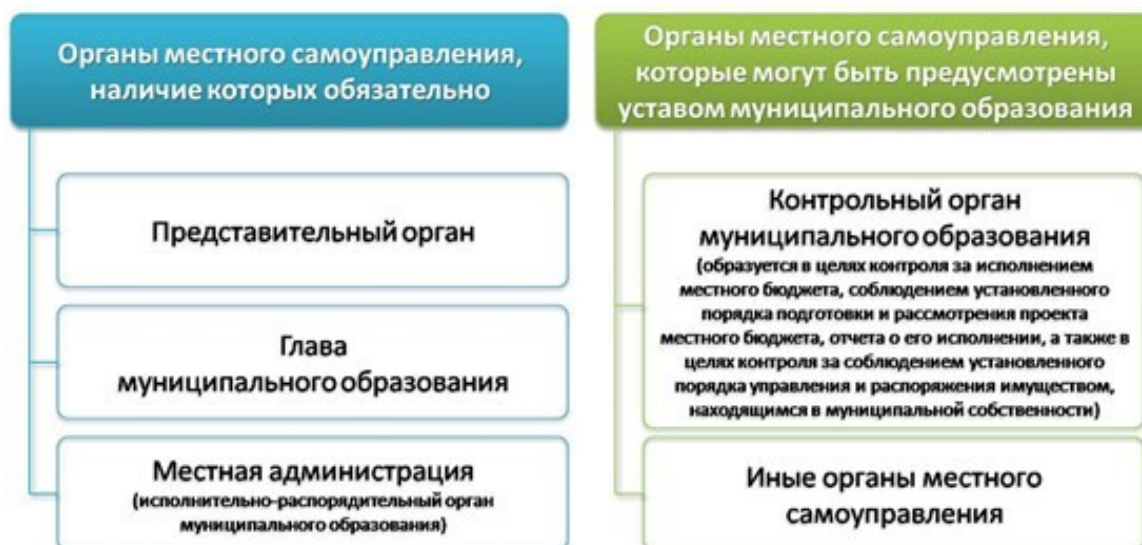 Органы местного самоуправления,
наличие которых обязательно
Представительный орган
Глава
муниципального образования
Местная администрация
(исполнительно-распорядительный орган
муниципального образования)
Органы местного самоуправления,
которые могут быть предусмотрены
уставом муниципального образования
Контрольный орган
муниципального образования
(образуется в целях контроля за исполнением
местного бюджета, соблюдением установленного
порядка подготовки и рассмотрения проекта
местного бюджета, отчета о его исполнении, а также в
целях контроля за соблюдением установленного
порядка управления и распоряжения имуществом,
находящимся в муниципальной собственности)
Иные органы местного
самоуправления